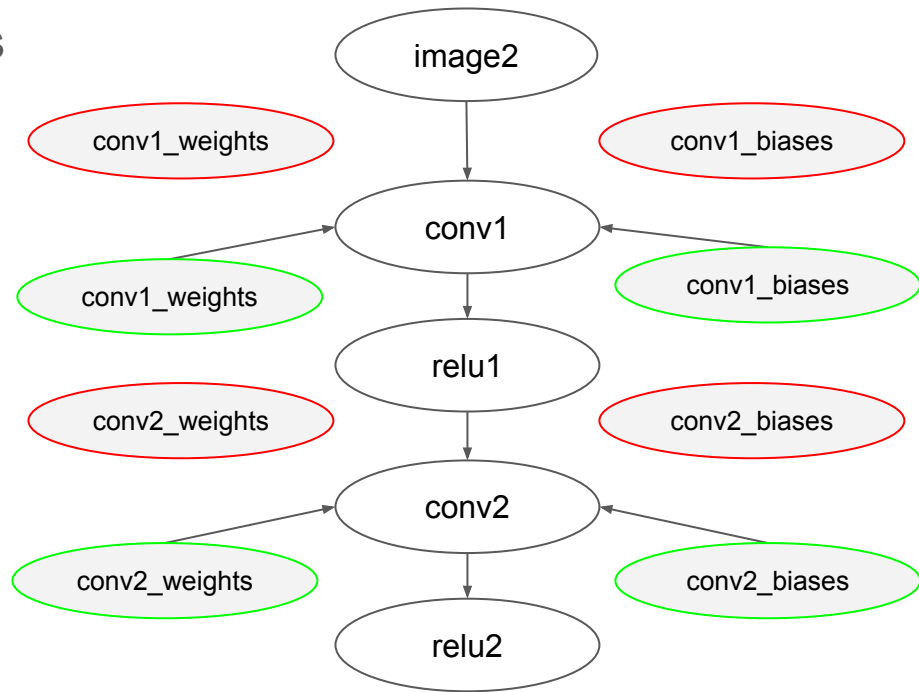 s
image2
conv1_weights
conv1_biases
conv1
conv1_weights
conv1_biases
relu1
conv2_weights
conv2_biases
conv2
conv2_weights
conv2_biases
relu2